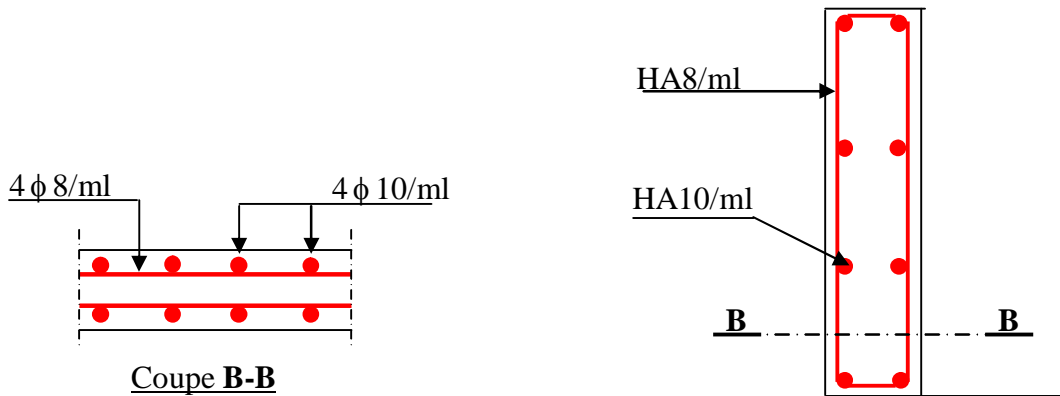 4 ϕ 8/ml
4 ϕ 10/ml
Coupe B-B
HA8/ml
HA10/ml
B B